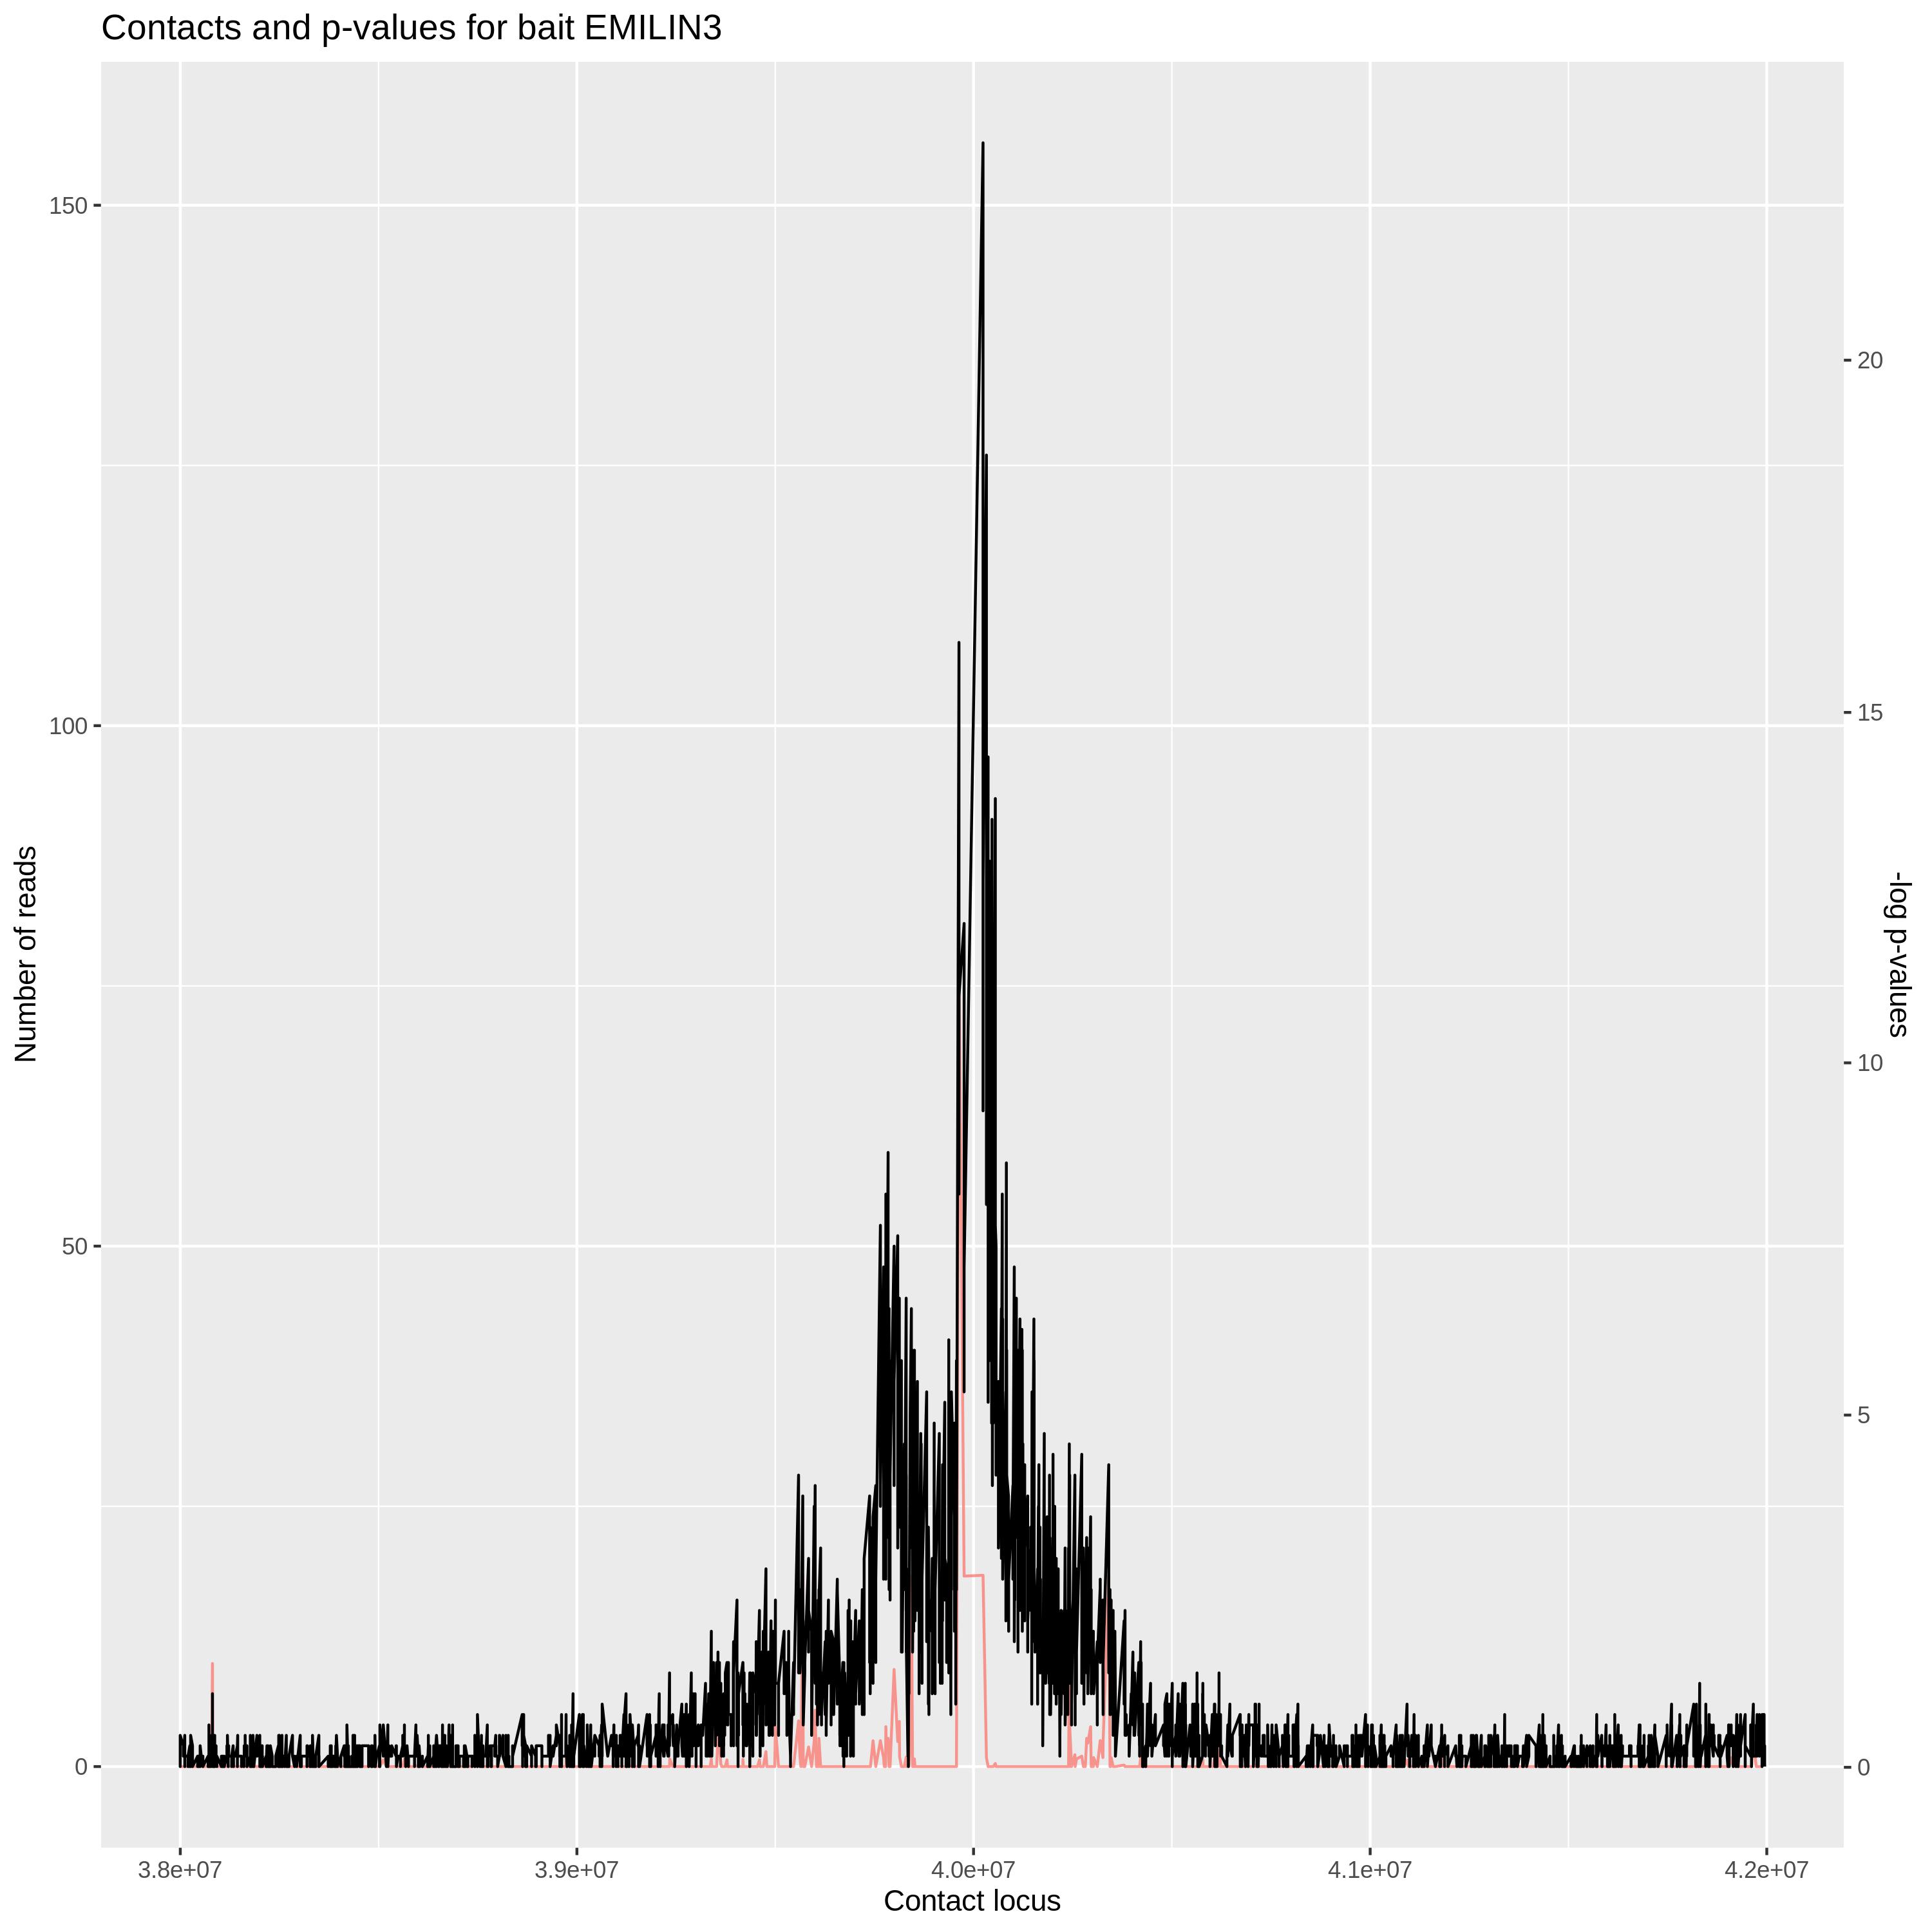 Contacts and p-values for bait EMILIN3
150
100
50
0
20
15
10
5
0
Number of reads
-log p-values
3.8e+07
3.9e+07
4.0e+07
4.1e+07
4.2e+07
Contact locus